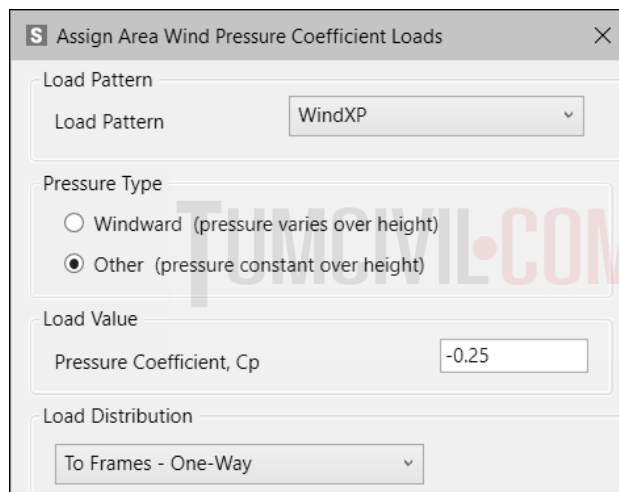 S Assign Area Wind Pressure Coefficient Loads
Load Pattern
Load Pattern WindXP
Pressure Type
Windward (pressure varies over height)
Other (pressure constant over height)
TUMCIVIL•COM
Load Value
Pressure Coefficient, Cp -0.25
Load Distribution
To Frames - One-Way